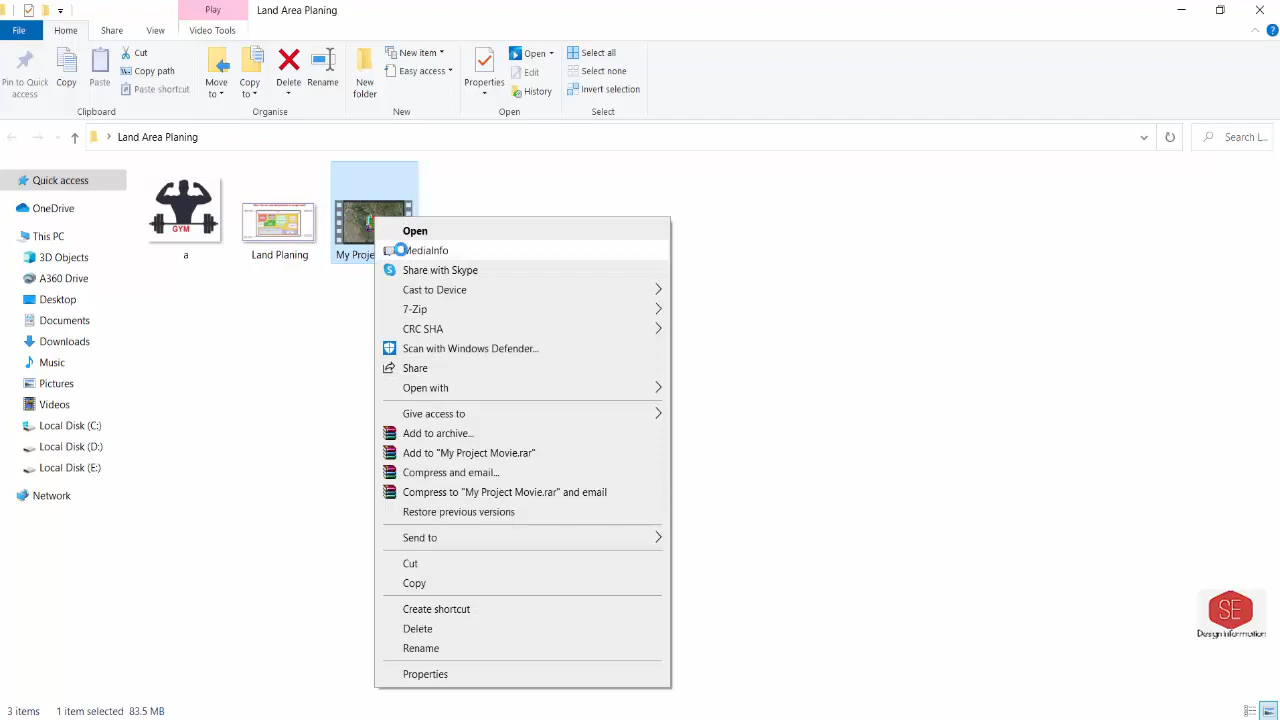 Play
Land Area Planing
File
Home
Share
View
Video Tools
Pin to Quick access
Copy
Paste
Cut
Copy path
Paste shortcut
Clipboard
Move to
Copy to
Delete
Rename
Organise
New folder
New item
Easy access
New
Properties
Open
Edit
History
Open
Select all
Select none
Invert selection
Select
Land Area Planing
Search L...
Quick access
OneDrive
This PC
3D Objects
A360 Drive
Desktop
Documents
Downloads
Music
Pictures
Videos
Local Disk (C:)
Local Disk (D:)
Local Disk (E:)
Network
GYM
a
Land Planing
My Proje
Open
MediaInfo
Share with Skype
Cast to Device
7-Zip
CRC SHA
Scan with Windows Defender...
Share
Open with
Give access to
Add to archive...
Add to "My Project Movie.rar"
Compress and email...
Compress to "My Project Movie.rar" and email
Restore previous versions
Send to
Cut
Copy
Create shortcut
Delete
Rename
Properties
SE
Design Information
3 items
1 item selected 83.5 MB